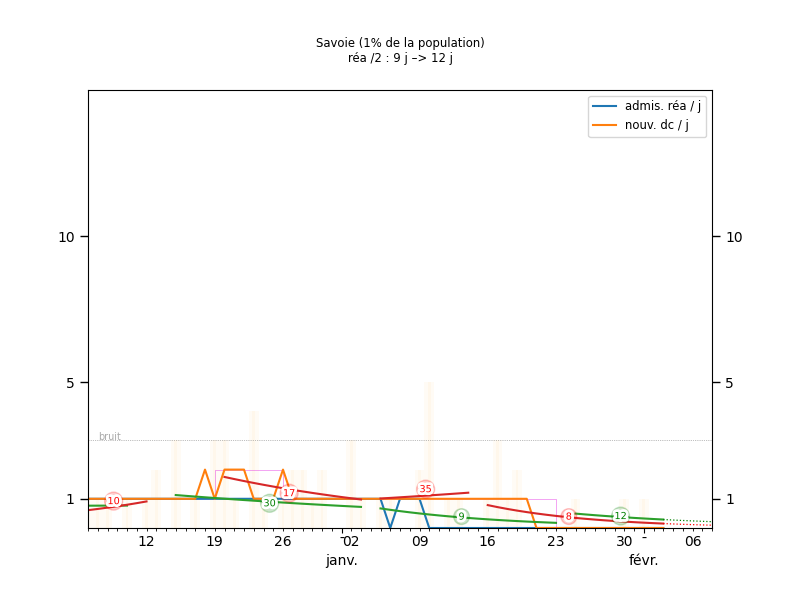 Savoie (1% de la population)
réa /2 : 9 j –> 12 j
admis. réa / j
nouv. dc / j
10 10
5 5
bruit
1 1
10 30 17 35 9 8 12
12 19 26 02 09 16 23 30 06
janv. févr.